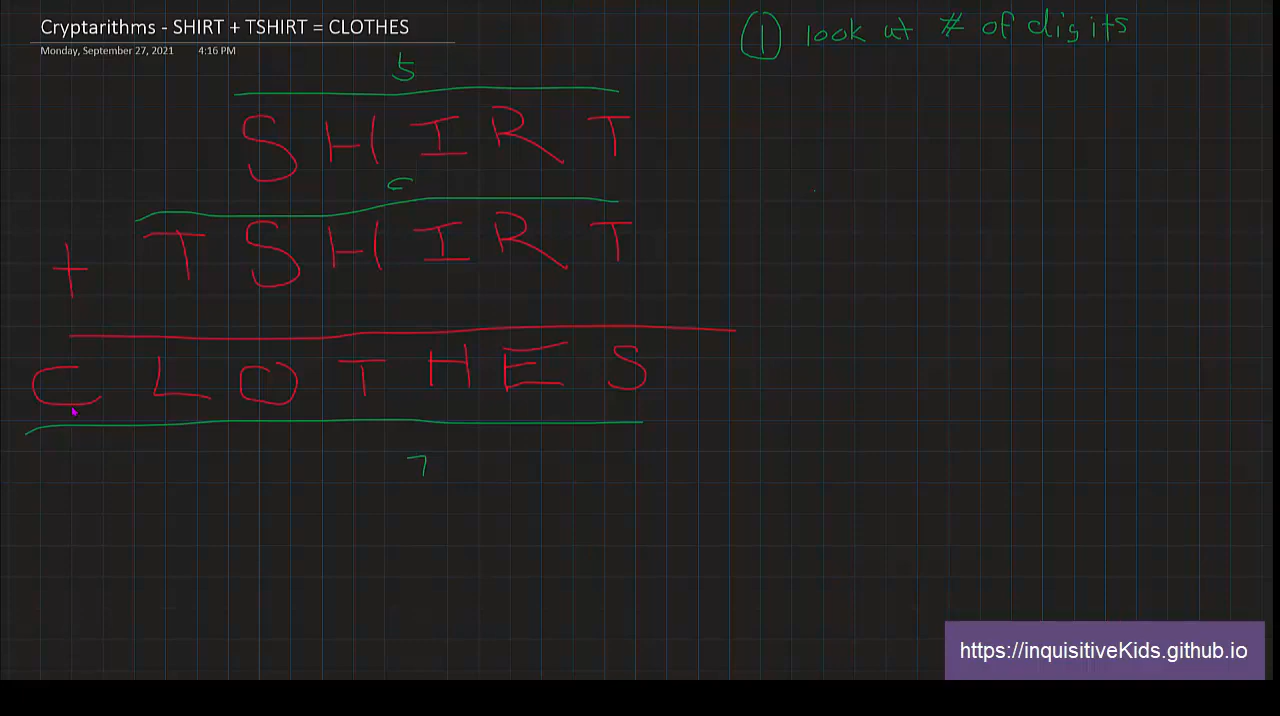 Cryptarithms - SHIRT + TSHIRT = CLOTHES
Monday, September 27, 2021 4:16 PM
① look at # of digits
5
SHIRT
6
+ TSHIRT
CLOTHES
7
https://inquisitiveKids.github.io